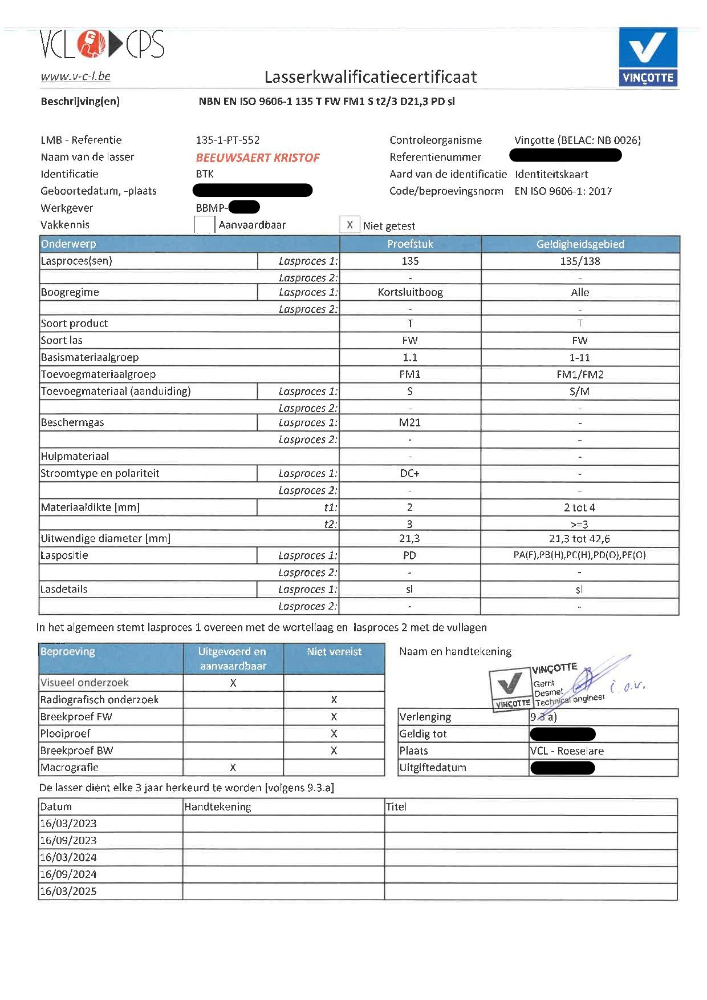 VCL CPS
www.v-c-l.be
Lasserkwalificatiecertificaat
VINÇOTTE
Beschrijving(en) NBN EN ISO 9606-1 135 T FW FM1 S t2/3 D21,3 PD sl
LMB - Referentie 135-1-PT-552 Controleorganisme Vinçotte (BELAC: NB 0026)
Naam van de lasser BEEUWSAERT KRISTOF Referentienummer
Identificatie BTK Aard van de identificatie Identiteitskaart
Geboortedatum, -plaats Code/beproevingsnorm EN ISO 9606-1: 2017
Werkgever BBMP-
Vakkennis Aanvaardbaar X Niet getest
Onderwerp Proefstuk Geldigheidsgebied
Lasproces(sen) Lasproces 1: 135 135/138
Lasproces 2: - -
Boogregime Lasproces 1: Kortsluitboog Alle
Lasproces 2: - -
Soort product T T
Soort las FW FW
Basismateriaalgroep 1.1 1-11
Toevoegmateriaalgroep FM1 FM1/FM2
Toevoegmateriaal (aanduiding) Lasproces 1: S S/M
Lasproces 2: - -
Beschermgas Lasproces 1: M21 -
Lasproces 2: - -
Hulpmateriaal - -
Stroomtype en polariteit Lasproces 1: DC+ -
Lasproces 2: - -
Materiaaldikte [mm] t1: 2 2 tot 4
t2: 3 >=3
Uitwendige diameter [mm] 21,3 21,3 tot 42,6
Laspositie Lasproces 1: PD PA(F),PB(H),PC(H),PD(O),PE(O)
Lasproces 2: - -
Lasdetails Lasproces 1: sl sl
Lasproces 2: - -
In het algemeen stemt lasproces 1 overeen met de wortellaag en lasproces 2 met de vullagen
Beproeving Uitgevoerd en aanvaardbaar Niet vereist
Visueel onderzoek X
Radiografisch onderzoek X
Breekproef FW X
Plooiproef X
Breekproef BW X
Macrografie X
Naam en handtekening
VINÇOTTE
Gerrit
Desmet
VINÇOTTE Technical engineer
i.o.v.
Verlenging 9.3 a)
Geldig tot
Plaats VCL - Roeselare
Uitgiftedatum
De lasser dient elke 3 jaar herkeurd te worden [volgens 9.3.a]
Datum Handtekening Titel
16/03/2023
16/09/2023
16/03/2024
16/09/2024
16/03/2025